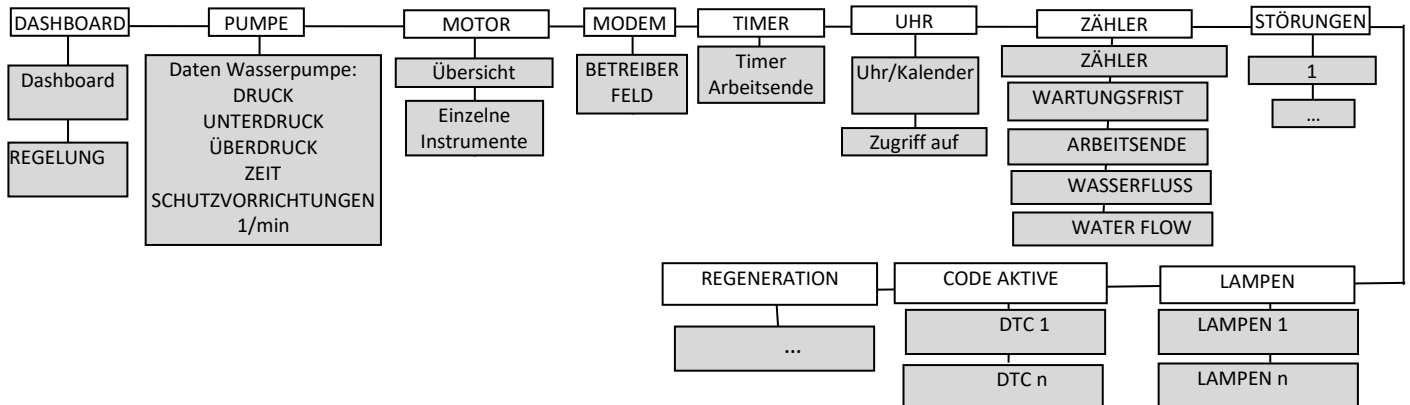 DASHBOARD
PUMPE
MOTOR
MODEM
TIMER
UHR
ZÄHLER
STÖRUNGEN
Dashboard
REGELUNG
Daten Wasserpumpe:
DRUCK
UNTERDRUCK
ÜBERDRUCK
ZEIT
SCHUTZVORRICHTUNGEN
1/min
Übersicht
Einzelne
Instrumente
BETREIBER
FELD
Timer
Arbeitsende
Uhr/Kalender
Zugriff auf
ZÄHLER
WARTUNGSFRIST
ARBEITSENDE
WASSERFLUSS
WATER FLOW
1
...
REGENERATION
CODE AKTIVE
LAMPEN
...
DTC 1
DTC n
LAMPEN 1
LAMPEN n